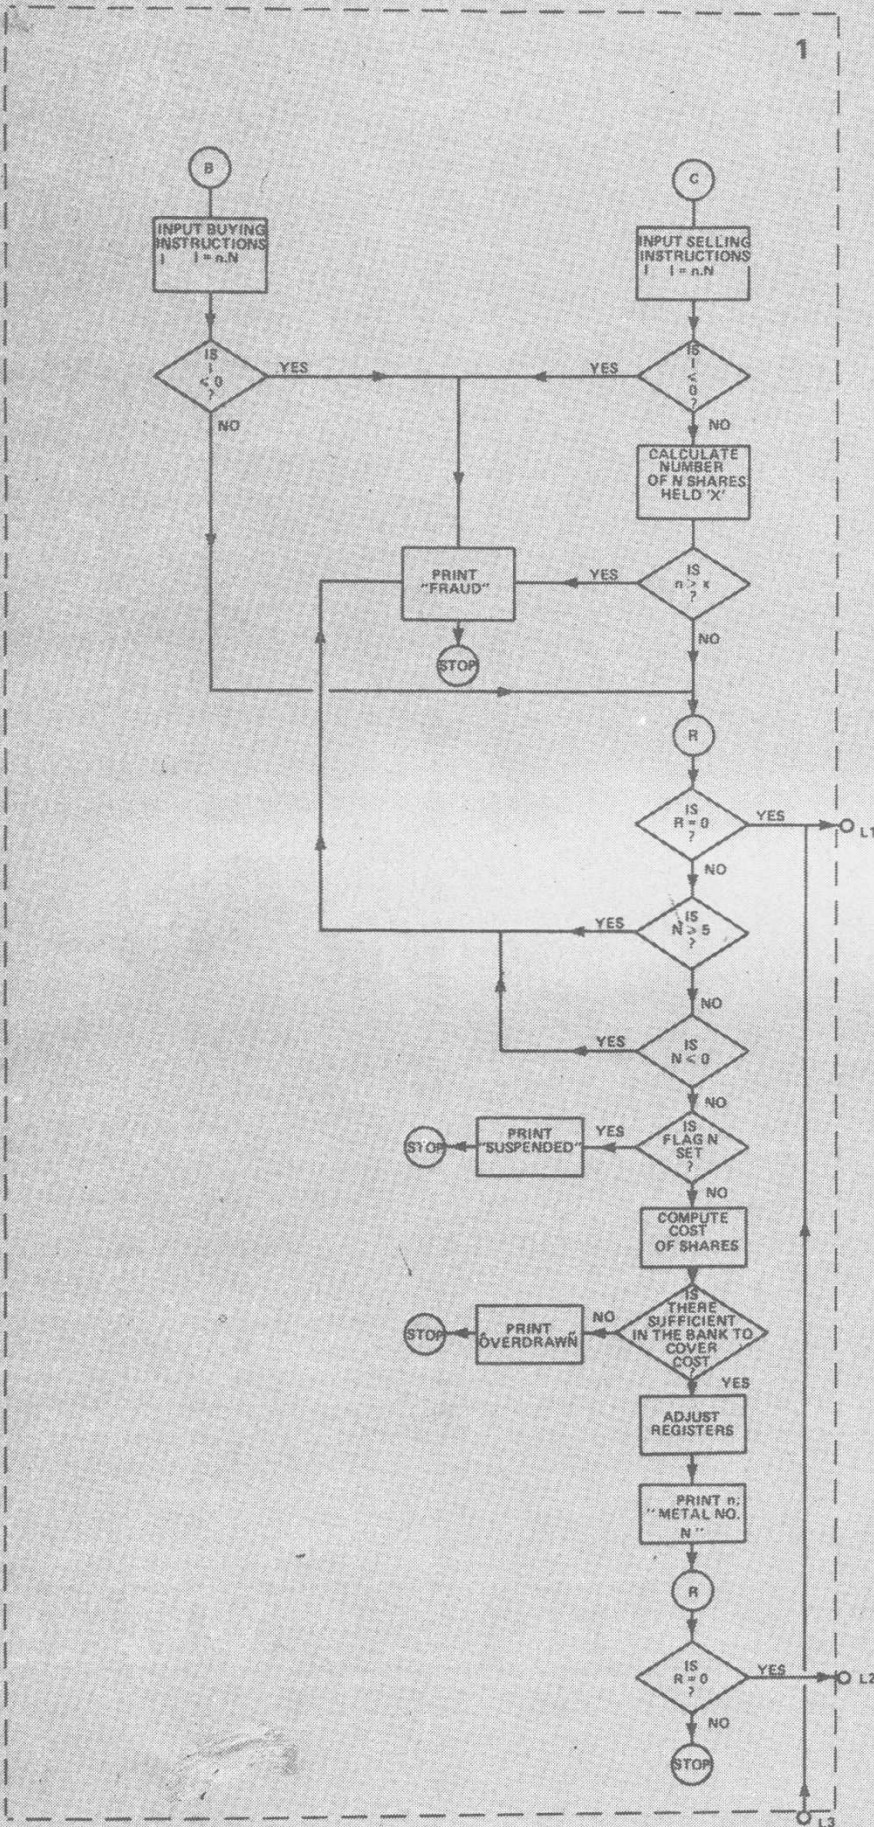 1
B
C
INPUT BUYING
INSTRUCTIONS
I I = n.N
INPUT SELLING
INSTRUCTIONS
I I = n.N
IS
I
< 0
?
YES
NO
YES
IS
I
<
0
?
NO
CALCULATE
NUMBER
OF N SHARES
HELD 'X'
PRINT
"FRAUD"
YES
IS
n > x
?
NO
STOP
R
IS
R = 0
?
YES
L1
NO
YES
IS
N > 5
?
NO
YES
IS
N < 0
NO
STOP
PRINT
"SUSPENDED"
YES
IS
FLAG N
SET
?
NO
COMPUTE
COST
OF SHARES
STOP
PRINT
"OVERDRAWN"
NO
IS
THERE
SUFFICIENT
IN THE BANK TO
COVER
COST
?
YES
ADJUST
REGISTERS
PRINT n;
"METAL NO.
N"
R
IS
R = 0
?
YES
L2
NO
STOP
L3